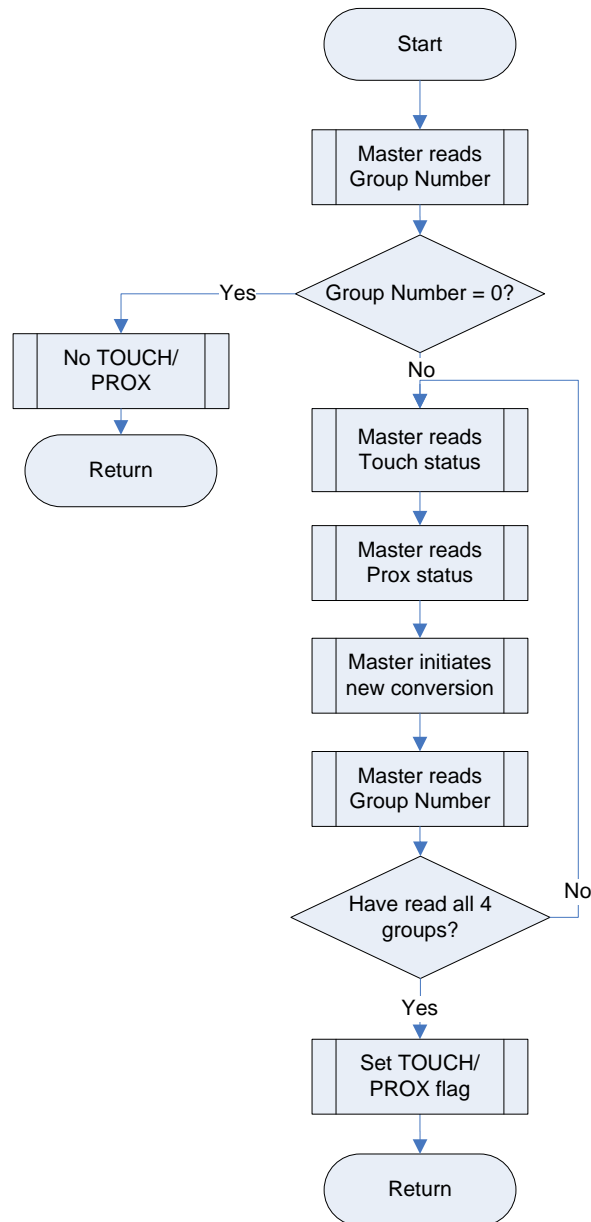 Start
Master reads
Group Number
Group Number = 0?
Yes
No TOUCH/
PROX
Return
No
Master reads
Touch status
Master reads
Prox status
Master initiates
new conversion
Master reads
Group Number
Have read all 4
groups?
No
Yes
Set TOUCH/
PROX flag
Return